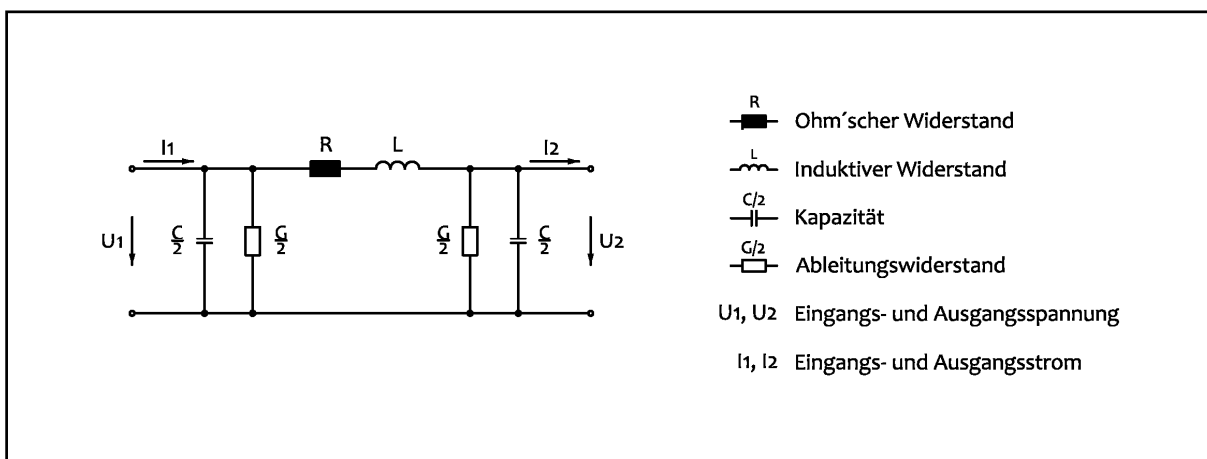 I1
R
L
I2
U1
C/2
G/2
G/2
C/2
U2
R
Ohm´scher Widerstand
L
Induktiver Widerstand
C/2
Kapazität
G/2
Ableitungswiderstand
U1, U2 Eingangs- und Ausgangsspannung
I1, I2 Eingangs- und Ausgangsstrom